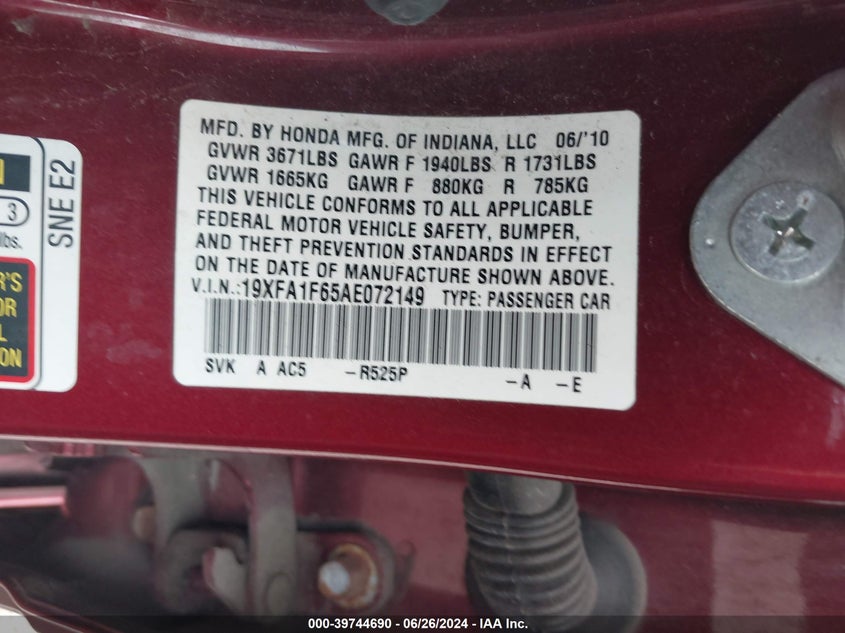 MFD. BY HONDA MFG. OF INDIANA, LLC 06/'10
GVWR 3671LBS GAWR F 1940LBS R 1731LBS
GVWR 1665KG GAWR F 880KG R 785KG
THIS VEHICLE CONFORMS TO ALL APPLICABLE
FEDERAL MOTOR VEHICLE SAFETY, BUMPER,
AND THEFT PREVENTION STANDARDS IN EFFECT
ON THE DATE OF MANUFACTURE SHOWN ABOVE.
V.I.N.: 19XFA1F65AE072149 TYPE: PASSENGER CAR
SVK A AC5 -R525P -A -E
SNE E2
3
lbs.
000-39744690 / 06/26/2024 / IAA Inc.